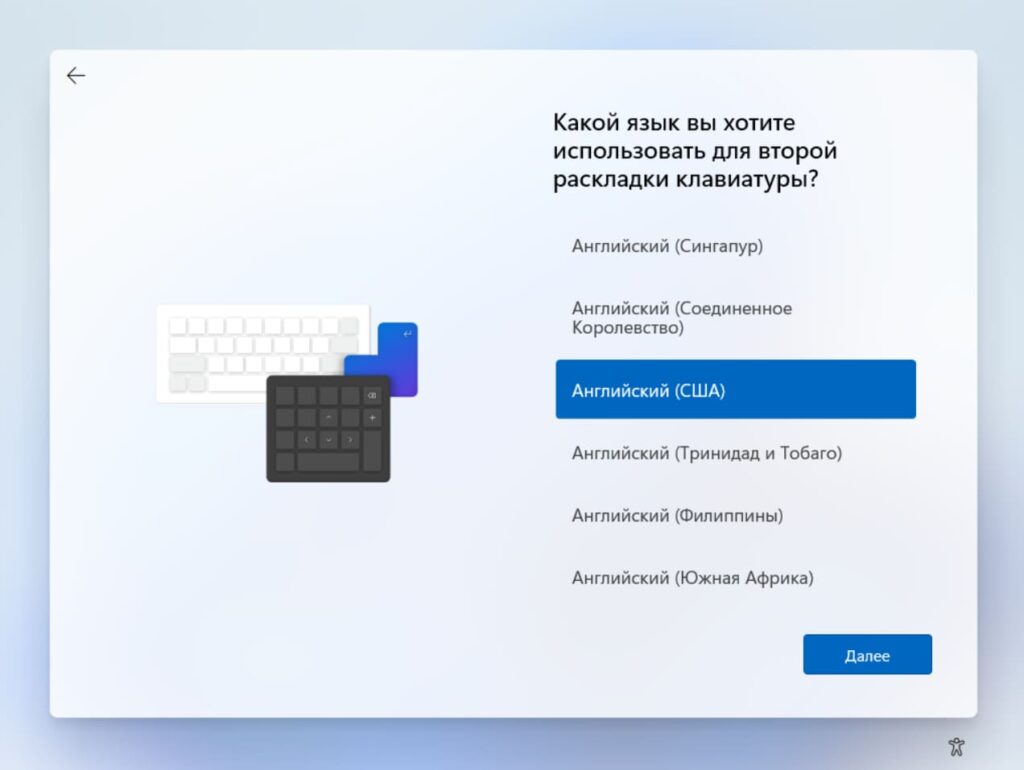 Какой язык вы хотите
использовать для второй
раскладки клавиатуры?
Английский (Сингапур)
Английский (Соединенное
Королевство)
Английский (США)
Английский (Тринидад и Тобаго)
Английский (Филиппины)
Английский (Южная Африка)
Далее